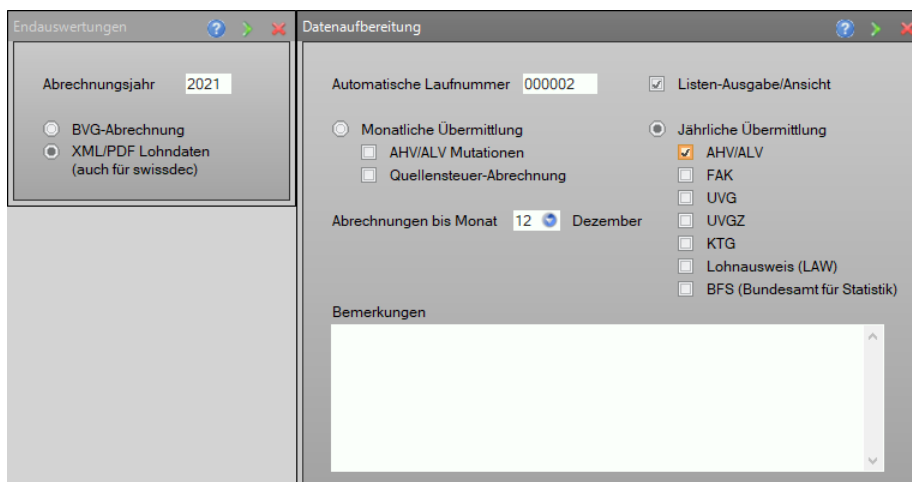 Endauswertungen
Abrechnungsjahr 2021
BVG-Abrechnung
XML/PDF Lohndaten
(auch für swissdec)
Datenaufbereitung
Automatische Laufnummer 000002
Listen-Ausgabe/Ansicht
Monatliche Übermittlung
AHV/ALV Mutationen
Quellensteuer-Abrechnung
Abrechnungen bis Monat 12 Dezember
Jährliche Übermittlung
AHV/ALV
FAK
UVG
UVGZ
KTG
Lohnausweis (LAW)
BFS (Bundesamt für Statistik)
Bemerkungen